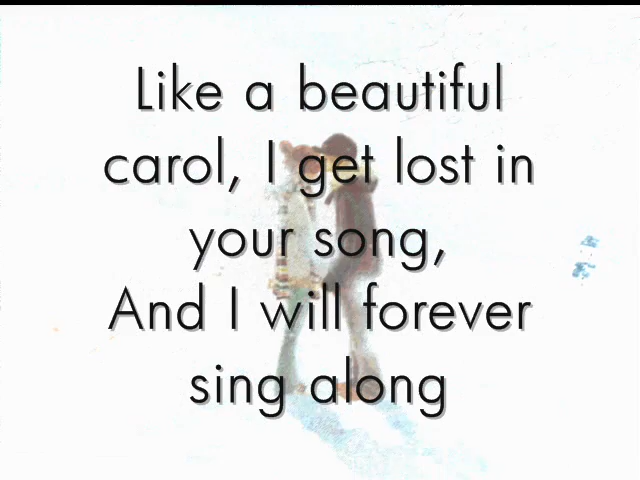 Like a beautiful
carol, I get lost in
your song,
And I will forever
sing along